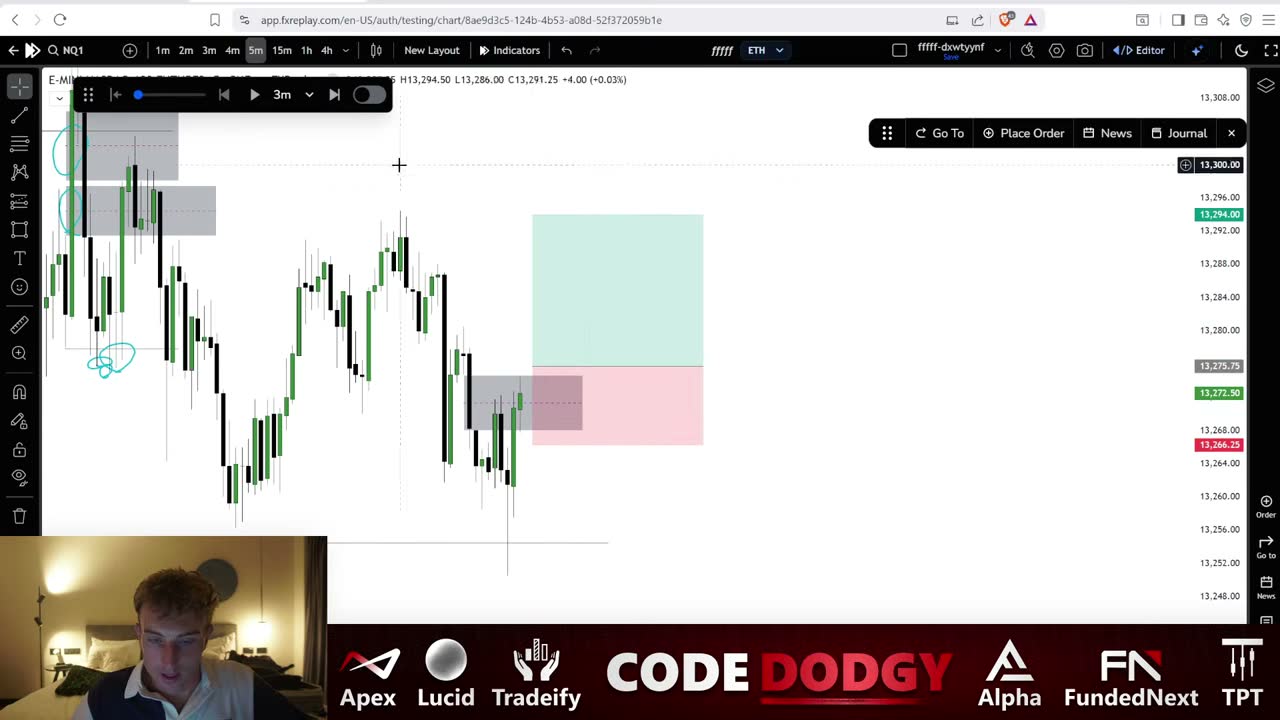 app.fxreplay.com/en-US/auth/testing/chart/8ae9d3c5-124b-4b53-a08d-52f372059b1e
NQ1 1m 2m 3m 4m 5m 15m 1h 4h New Layout Indicators fffff ETH fffff-dxwtyynf Save Editor
H13,294.50 L13,286.00 C13,291.25 +4.00 (+0.03%)
3m
Go To Place Order News Journal
13,308.00
13,300.00
13,296.00
13,294.00
13,292.00
13,288.00
13,284.00
13,280.00
13,275.75
13,272.50
13,268.00
13,266.25
13,264.00
13,260.00
13,256.00
13,252.00
13,248.00
Order
Go to
News
CODE DODGY
Apex Lucid Tradeify Alpha FundedNext TPT